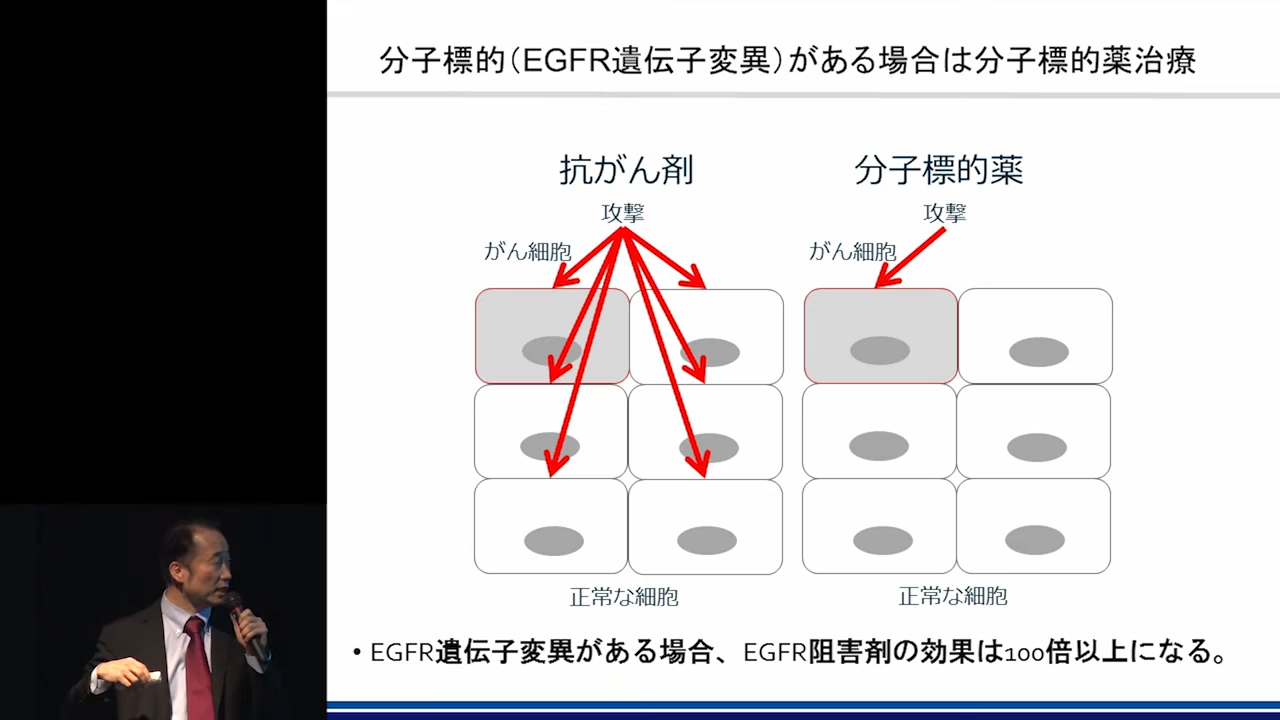 分子標的（EGFR遺伝子変異）がある場合は分子標的薬治療
抗がん剤
攻撃
がん細胞
正常な細胞
分子標的薬
攻撃
がん細胞
正常な細胞
• EGFR遺伝子変異がある場合、EGFR阻害剤の効果は100倍以上になる。